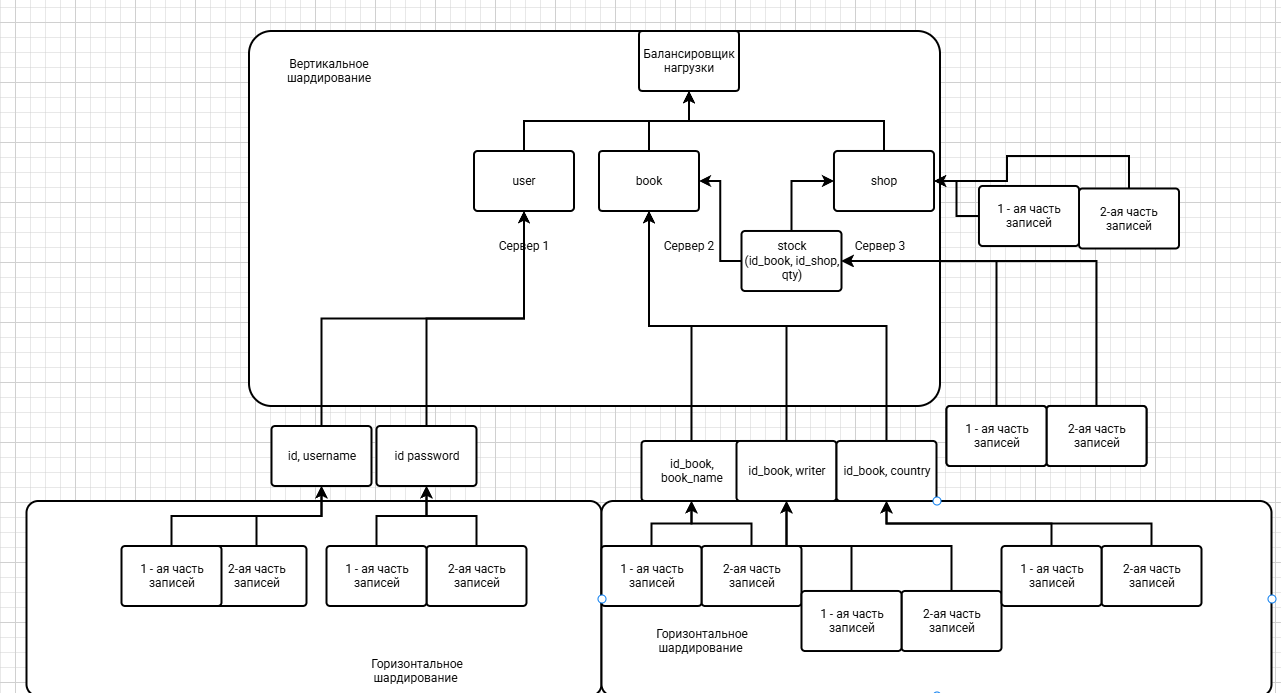 Вертикальное
шардирование
Балансировщик
нагрузки
user
book
shop
1 - ая часть
записей
2-ая часть
записей
Сервер 1
Сервер 2
stock
(id_book, id_shop,
qty)
Сервер 3
id, username
id password
id_book,
book_name
id_book, writer
id_book, country
1 - ая часть
записей
2-ая часть
записей
1 - ая часть
записей
2-ая часть
записей
1 - ая часть
записей
2-ая часть
записей
1 - ая часть
записей
2-ая часть
записей
1 - ая часть
записей
2-ая часть
записей
1 - ая часть
записей
2-ая часть
записей
Горизонтальное
шардирование
Горизонтальное
шардирование